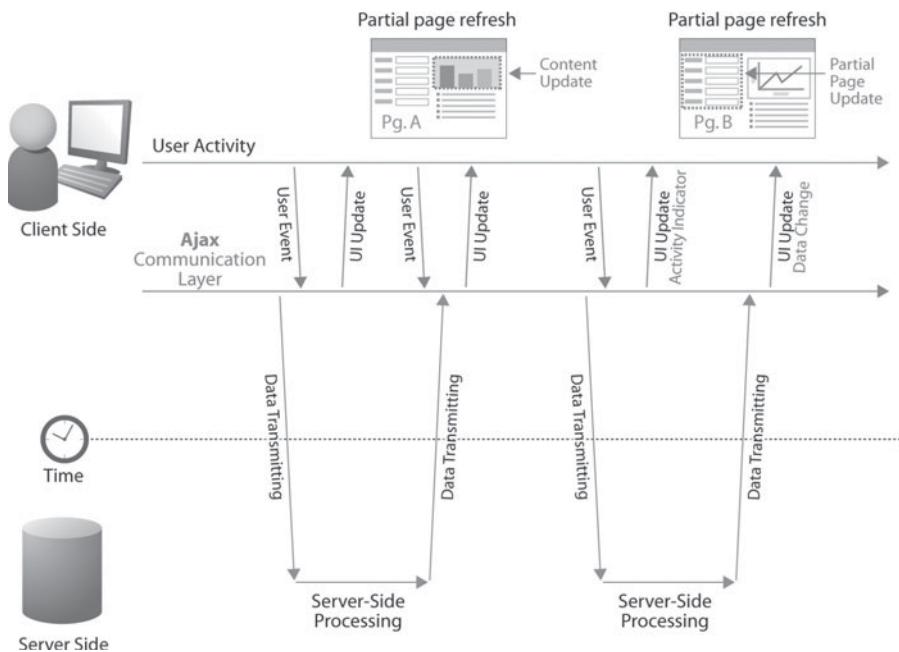 Partial page refresh
Partial page refresh
Content
Update
Partial
Page
Update
Pg. A
Pg. B
User Activity
Client Side
User Event
UI Update
User Event
UI Update
User Event
UI Update
Activity Indicator
UI Update
Data Change
Ajax
Communication
Layer
Data Transmitting
Data Transmitting
Data Transmitting
Data Transmitting
Time
Server-Side
Processing
Server-Side
Processing
Server Side